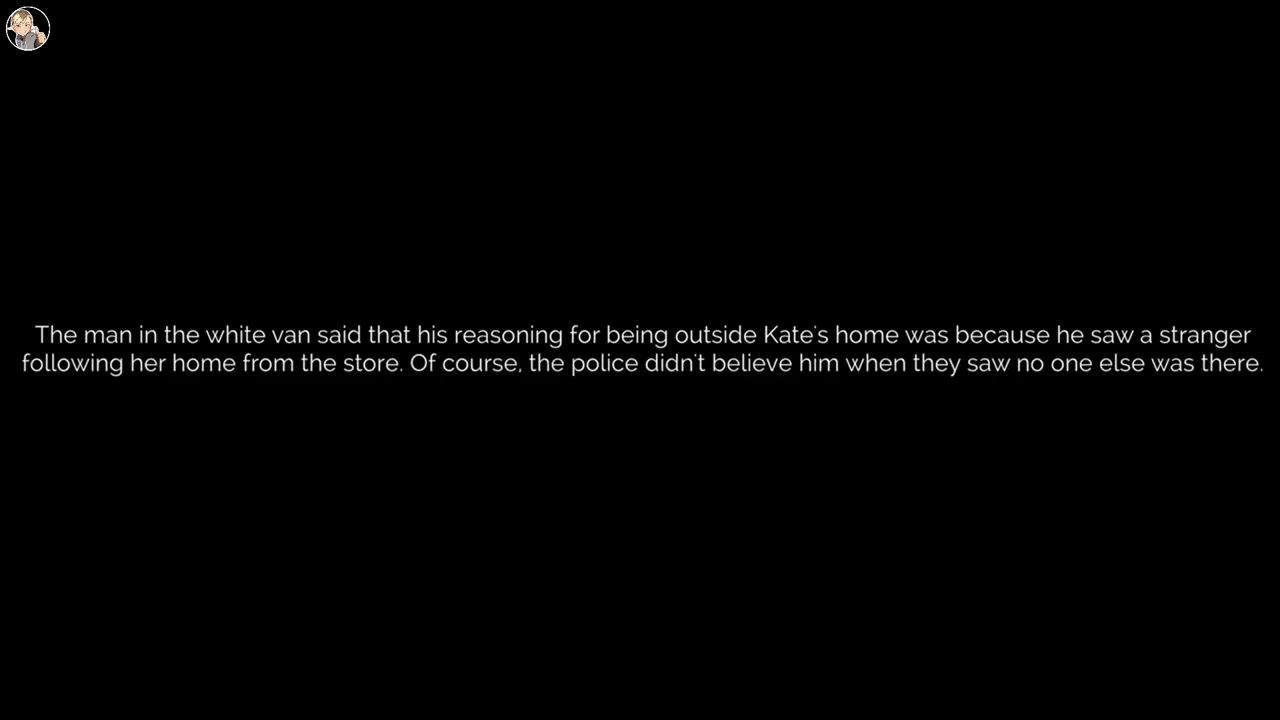 The man in the white van said that his reasoning for being outside Kate's home was because he saw a stranger
following her home from the store. Of course, the police didn't believe him when they saw no one else was there.